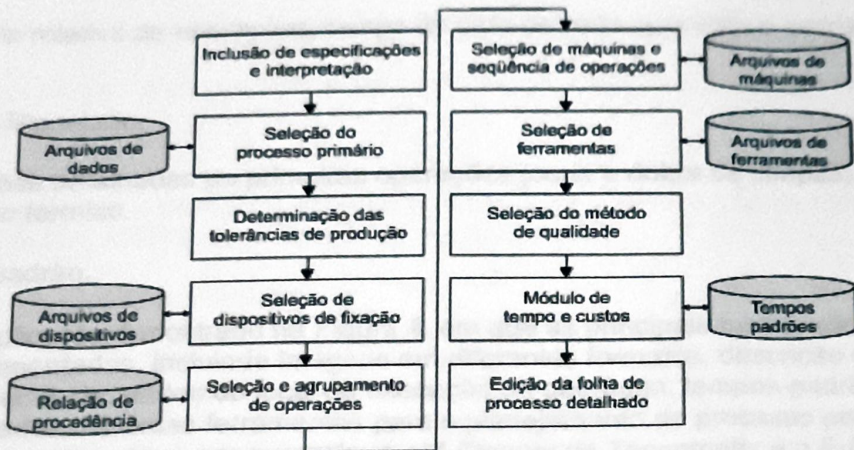 Inclusão de especificações
e interpretação
Arquivos de
dados
Seleção do
processo primário
Determinação das
tolerâncias de produção
Arquivos de
dispositivos
Seleção de
dispositivos de fixação
Relação de
procedência
Seleção e agrupamento
de operações
Seleção de máquinas e
seqüência de operações
Arquivos de
máquinas
Seleção de
ferramentas
Arquivos de
ferramentas
Seleção do método
de qualidade
Módulo de
tempo e custos
Tempos
padrões
Edição da folha de
processo detalhado